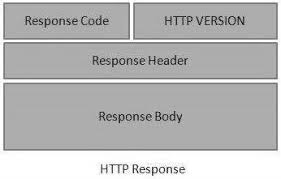 Response Code HTTP VERSION
Response Header
Response Body
HTTP Response